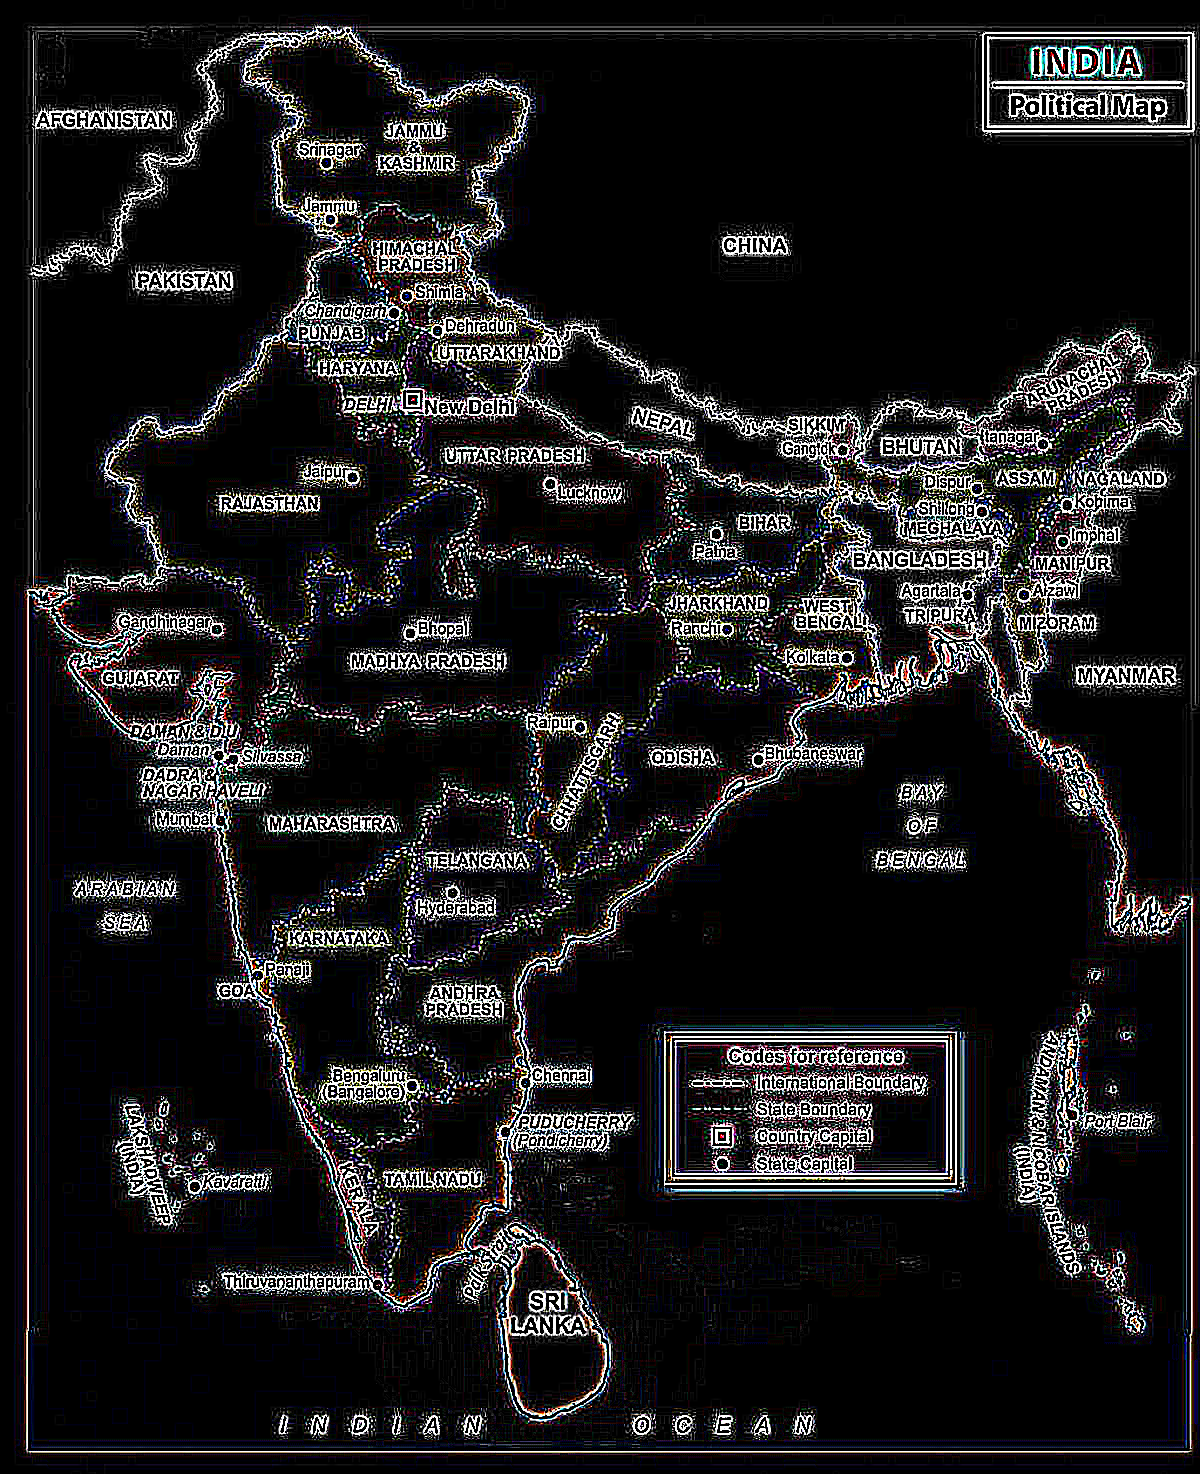 INDIA
Political Map
AFGHANISTAN
JAMMU
&
KASHMIR
Srinagar
Jammu
CHINA
HIMACHAL
PRADESH
PAKISTAN
Shimla
Chandigarh
PUNJAB
Dehradun
UTTARAKHAND
HARYANA
DELHI
New Delhi
ARUNACHAL
PRADESH
NEPAL
SIKKIM
Gangtok
BHUTAN
Itanagar
UTTAR PRADESH
Jaipur
Lucknow
RAJASTHAN
Dispur
ASSAM
NAGALAND
Kohima
Shillong
MEGHALAYA
BIHAR
Patna
Imphal
MANIPUR
BANGLADESH
Agartala
Aizawl
TRIPURA
MIZORAM
JHARKHAND
Ranchi
WEST
BENGAL
Gandhinagar
Bhopal
MADHYA PRADESH
Kolkata
GUJARAT
MYANMAR
Raipur
CHHATTISGARH
DAMAN & DIU
Daman
Silvassa
DADRA &
NAGAR HAVELI
ODISHA
Bhubaneswar
Mumbai
MAHARASHTRA
BAY
OF
BENGAL
TELANGANA
Hyderabad
ARABIAN
SEA
KARNATAKA
Panaji
GOA
ANDHRA
PRADESH
Codes for reference
International Boundary
State Boundary
Country Capital
State Capital
Bengaluru
(Bangalore)
Chennai
PUDUCHERRY
(Pondicherry)
ANDAMAN & NICOBAR ISLANDS
(INDIA)
Port Blair
LAKSHADWEEP
(INDIA)
Kavaratti
KERALA
TAMIL NADU
Thiruvananthapuram
SRI
LANKA
INDIAN OCEAN